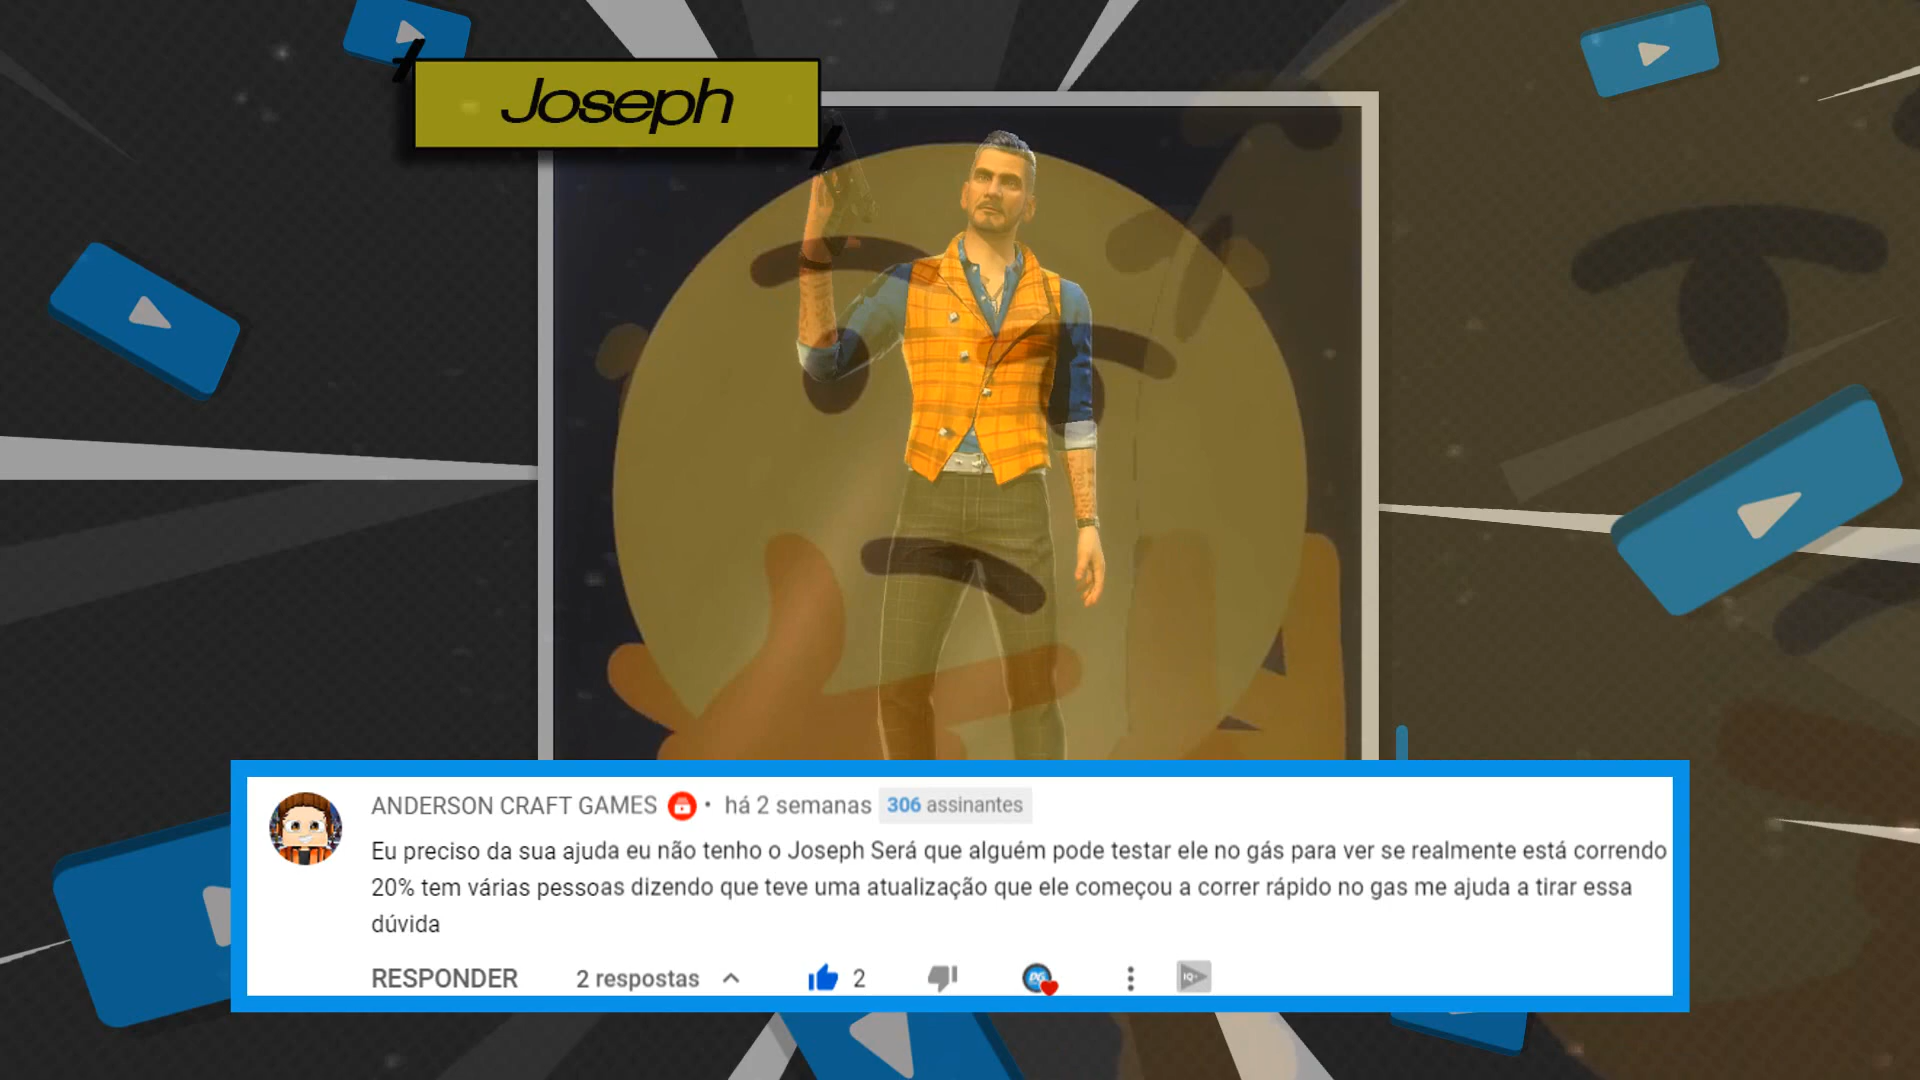 Joseph
ANDERSON CRAFT GAMES • há 2 semanas 306 assinantes
Eu preciso da sua ajuda eu não tenho o Joseph Será que alguém pode testar ele no gás para ver se realmente está correndo
20% tem várias pessoas dizendo que teve uma atualização que ele começou a correr rápido no gas me ajuda a tirar essa
dúvida
RESPONDER 2 respostas 2 IQ